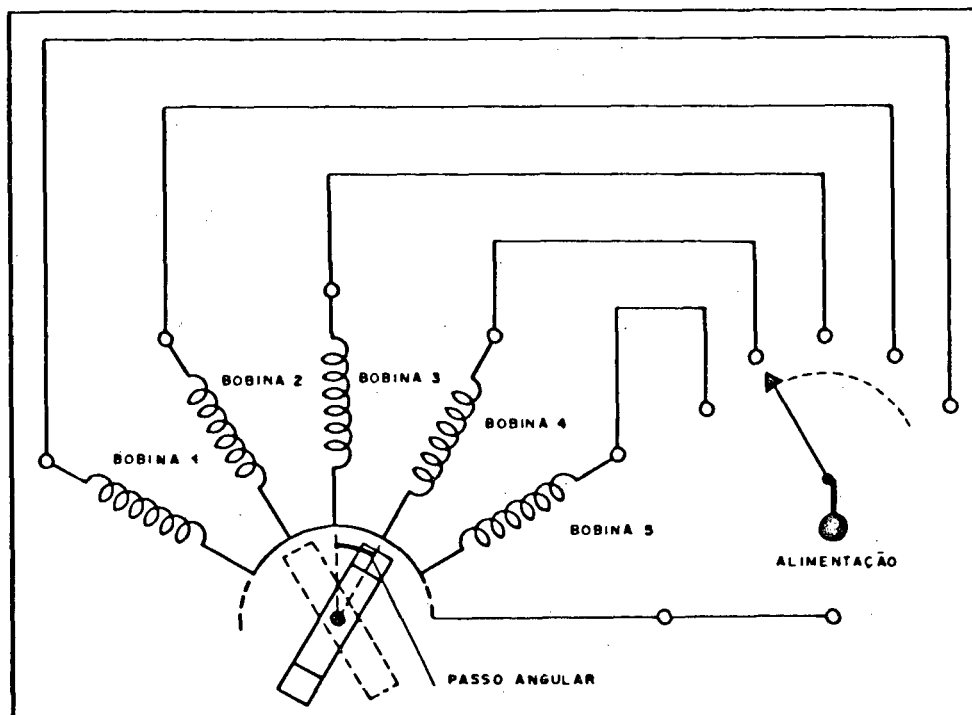 BOBINA 2
BOBINA 3
BOBINA 4
BOBINA 1
BOBINA 5
ALIMENTAÇÃO
PASSO ANGULAR